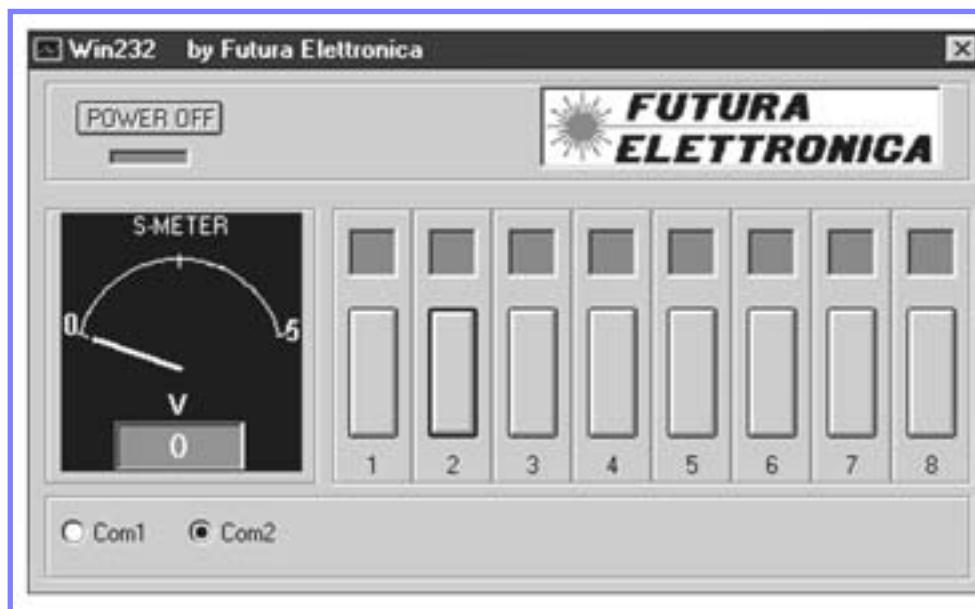 Win232 by Futura Elettronica
POWER OFF
FUTURA
ELETTRONICA
S-METER
0 5
V
0
1 2 3 4 5 6 7 8
Com1 Com2